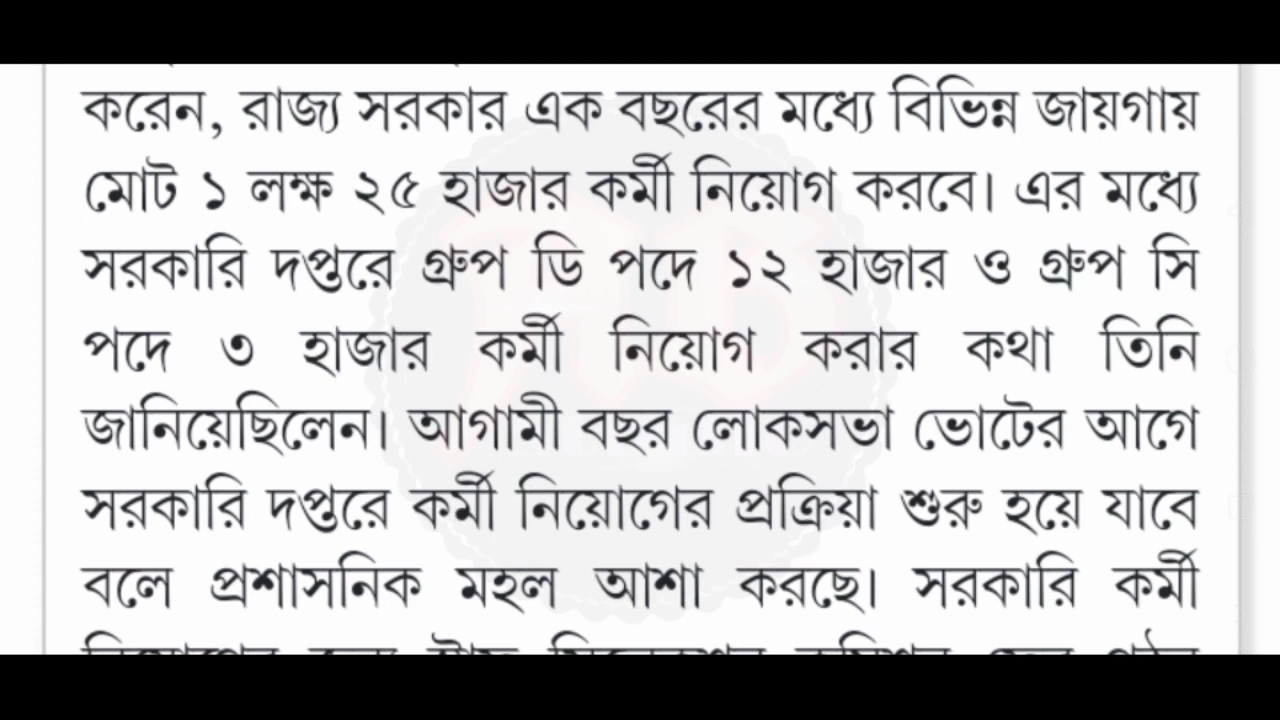 করেন, রাজ্য সরকার এক বছরের মধ্যে বিভিন্ন জায়গায়
মোট ১ লক্ষ ২৫ হাজার কর্মী নিয়োগ করবে। এর মধ্যে
সরকারি দপ্তরে গ্রুপ ডি পদে ১২ হাজার ও গ্রুপ সি
পদে ৩ হাজার কর্মী নিয়োগ করার কথা তিনি
জানিয়েছিলেন। আগামী বছর লোকসভা ভোটের আগে
সরকারি দপ্তরে কর্মী নিয়োগের প্রক্রিয়া শুরু হয়ে যাবে
বলে প্রশাসনিক মহল আশা করছে। সরকারি কর্মী